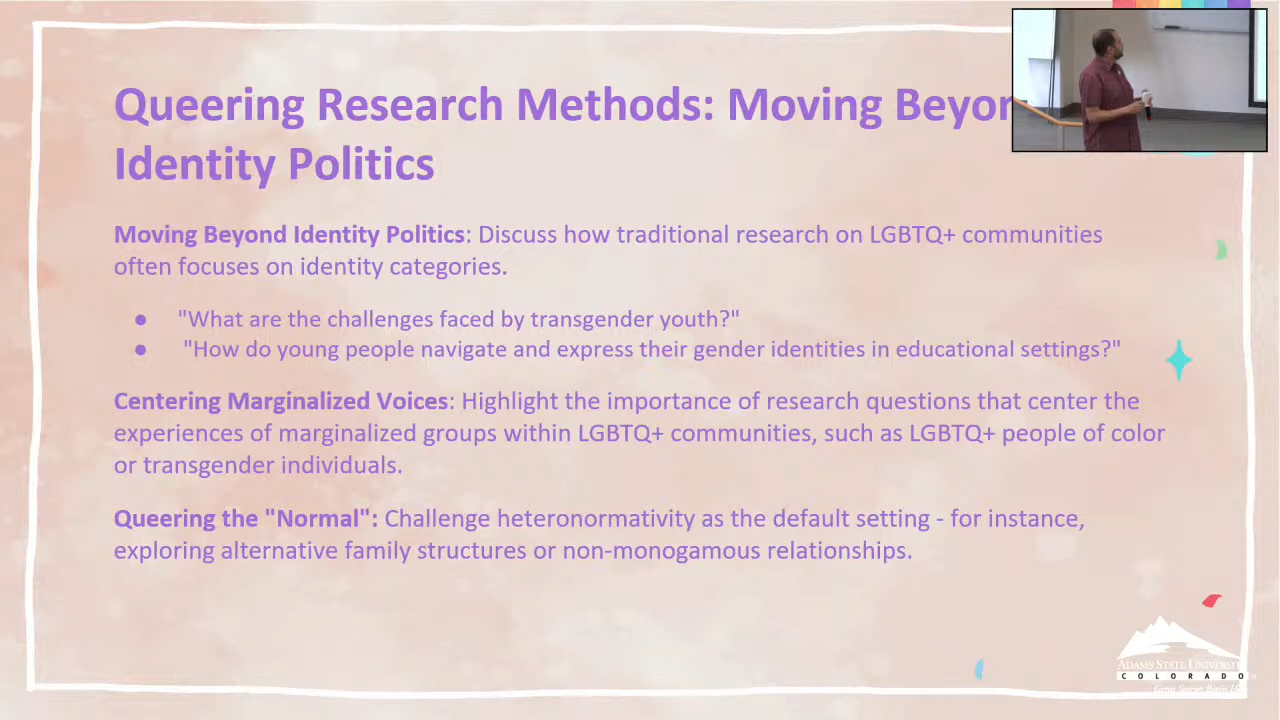 Queering Research Methods: Moving Beyon
Identity Politics
Moving Beyond Identity Politics: Discuss how traditional research on LGBTQ+ communities
often focuses on identity categories.
● "What are the challenges faced by transgender youth?"
● "How do young people navigate and express their gender identities in educational settings?"
Centering Marginalized Voices: Highlight the importance of research questions that center the
experiences of marginalized groups within LGBTQ+ communities, such as LGBTQ+ people of color
or transgender individuals.
Queering the "Normal": Challenge heteronormativity as the default setting - for instance,
exploring alternative family structures or non-monogamous relationships.
ADAMS STATE UNIVERSITY
COLORADO
Great Stories Begin